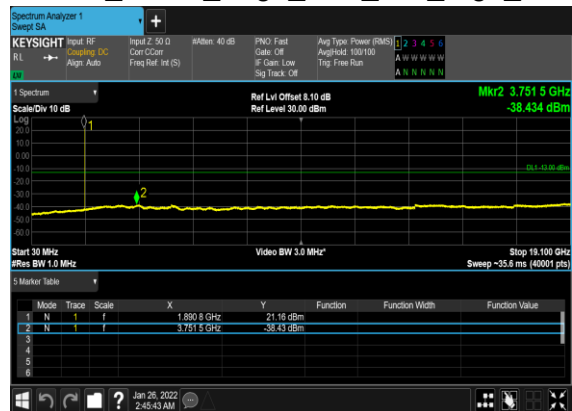 Spectrum Analyzer 1
Swept SA
KEYSIGHT Input: RF Input Z: 50 Ω #Atten: 40 dB PNO: Fast Avg Type: Power (RMS) 1 2 3 4 5 6
RL Coupling: DC Corr CCorr Gate: Off Avg|Hold: 100/100 A W W W W W
Align: Auto Freq Ref: Int (S) IF Gain: Low Trig: Free Run
LXI Sig Track: Off A N N N N N
1 Spectrum Ref Lvl Offset 8.10 dB Mkr2 3.751 5 GHz
Scale/Div 10 dB Ref Level 30.00 dBm -38.434 dBm
Log
1
20.0
10.0
0.00
-10.0
DL1 -13.00 dBm
-20.0
-30.0
2
-40.0
-50.0
-60.0
Start 30 MHz Video BW 3.0 MHz* Stop 19.100 GHz
#Res BW 1.0 MHz Sweep ~35.6 ms (40001 pts)
5 Marker Table
Mode Trace Scale X Y Function Function Width Function Value
1 N 1 f 1.890 8 GHz 21.16 dBm
2 N 1 f 3.751 5 GHz -38.43 dBm
3
4
5
6
? Jan 26, 2022
2:45:43 AM